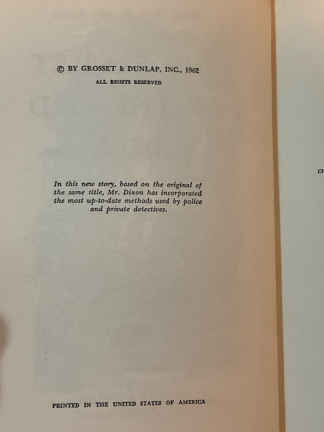 © BY GROSSET & DUNLAP, INC., 1962
ALL RIGHTS RESERVED
In this new story, based on the original of
the same title, Mr. Dixon has incorporated
the most up-to-date methods used by police
and private detectives.
PRINTED IN THE UNITED STATES OF AMERICA